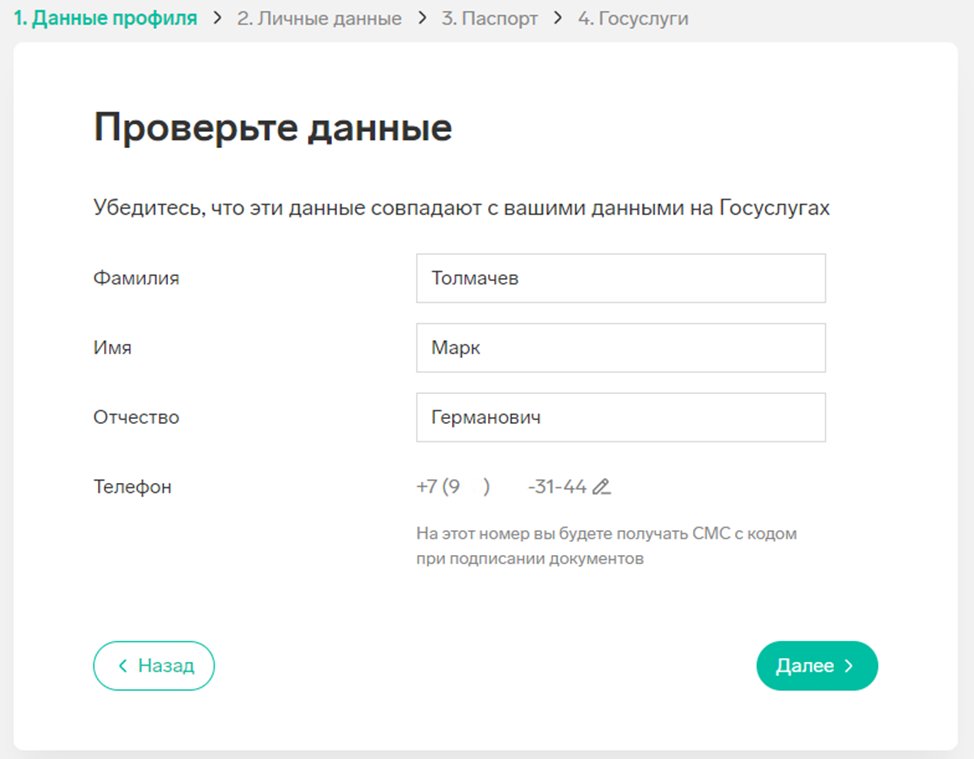 1. Данные профиля > 2. Личные данные > 3. Паспорт > 4. Госуслуги
Проверьте данные
Убедитесь, что эти данные совпадают с вашими данными на Госуслугах
Фамилия Толмачев
Имя Марк
Отчество Германович
Телефон +7 (9 ) -31-44
На этот номер вы будете получать СМС с кодом
при подписании документов
< Назад Далее >